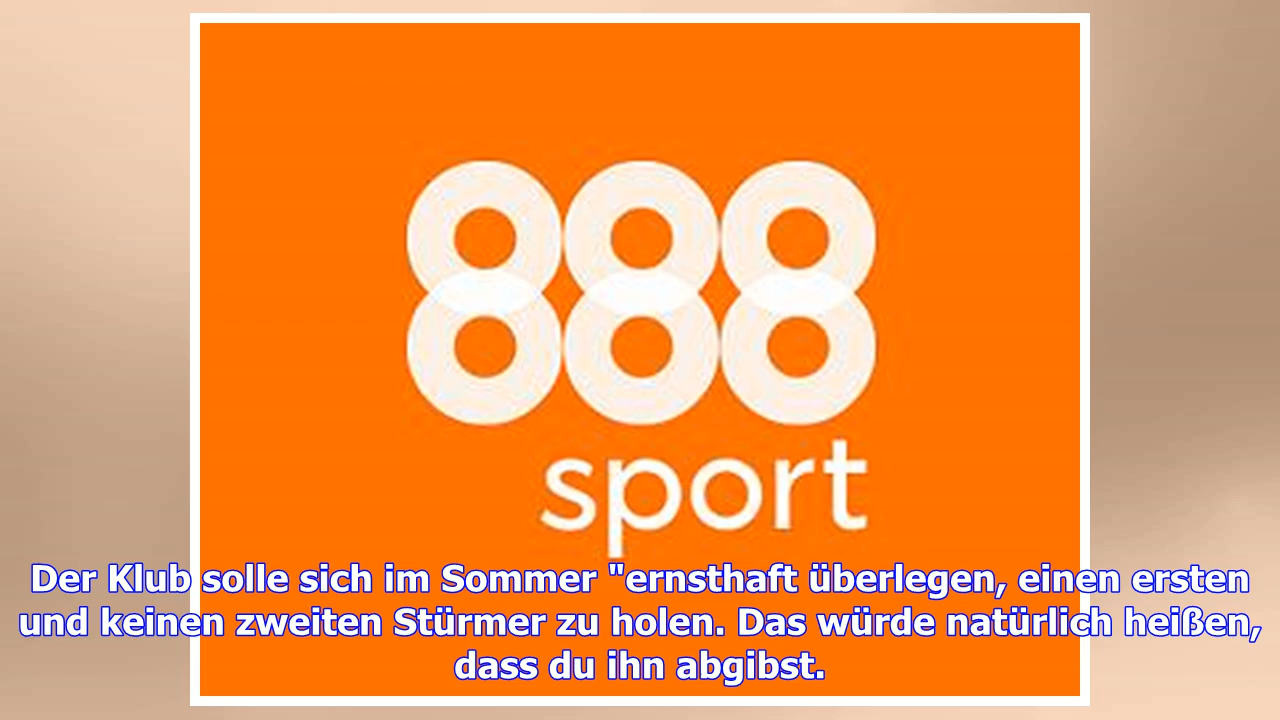 888
sport
Der Klub solle sich im Sommer "ernsthaft überlegen, einen ersten
und keinen zweiten Stürmer zu holen. Das würde natürlich heißen,
dass du ihn abgibst.